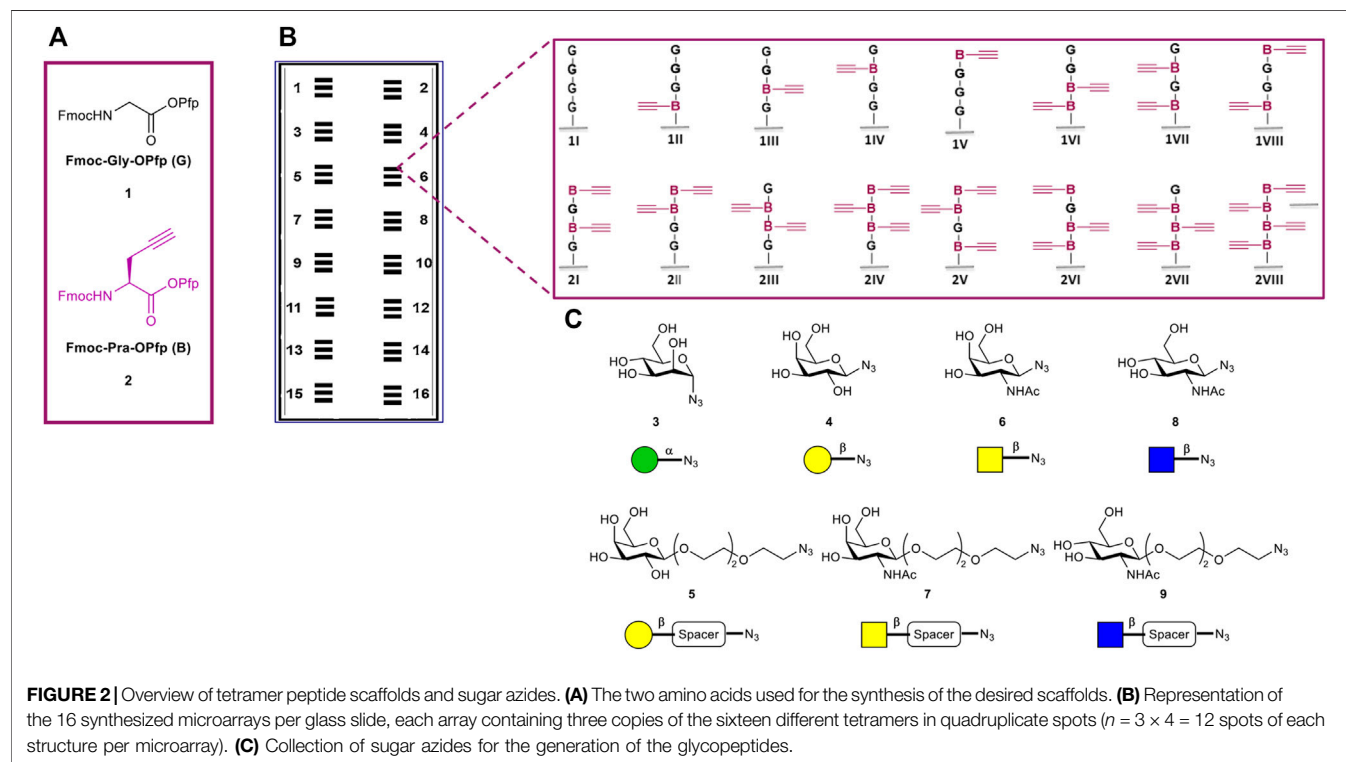 A
FmocHN
OPfp
O
Fmoc-Gly-OPfp (G)
1
FmocHN
OPfp
O
Fmoc-Pra-OPfp (B)
2
B
1 2
3 4
5 6
7 8
9 10
11 12
13 14
15 16
G G G G B G G B
G G G B G G B G
G G B G G B G G
G B G G G B B B
1I 1II 1III 1IV 1V 1VI 1VII 1VIII
B B G B B B G B
G B B B B G B B
B G B B G B B B
G G G G B B B B
2I 2II 2III 2IV 2V 2VI 2VII 2VIII
C
OH
OH
HO
HO
O
N3
3
α
N3
HO
OH
O
HO
OH
N3
4
β
N3
HO
OH
O
HO
NHAc
N3
6
β
N3
OH
HO
O
HO
NHAc
N3
8
β
N3
HO
OH
O
HO
OH
O
2
O
N3
5
β
Spacer
N3
HO
OH
O
HO
NHAc
O
2
O
N3
7
β
Spacer
N3
OH
HO
O
HO
NHAc
O
2
O
N3
9
β
Spacer
N3
FIGURE 2 | Overview of tetramer peptide scaffolds and sugar azides. (A) The two amino acids used for the synthesis of the desired scaffolds. (B) Representation of
the 16 synthesized microarrays per glass slide, each array containing three copies of the sixteen different tetramers in quadruplicate spots (n = 3 × 4 = 12 spots of each
structure per microarray). (C) Collection of sugar azides for the generation of the glycopeptides.